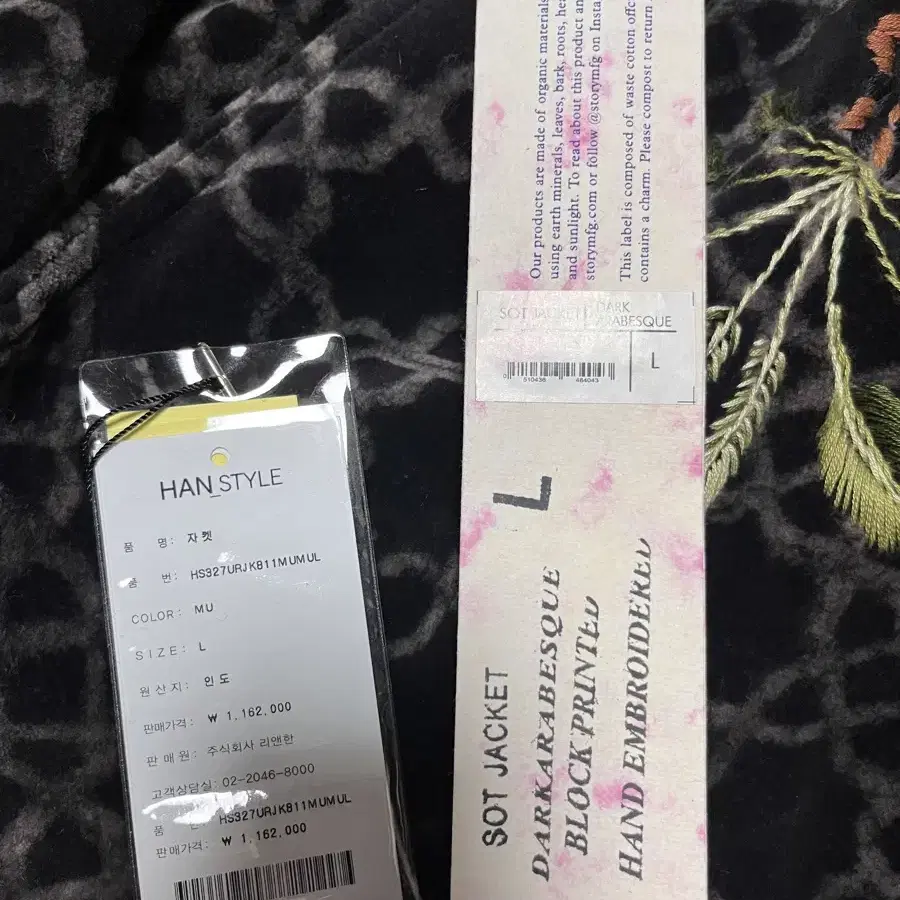 HAN_STYLE
품 명: 자켓
품 번: HS327URJK811MUMUL
COLOR: MU
SIZE: L
원산지: 인도
판매가격: ₩ 1,162,000
판매원: 주식회사 리앤한
고객상담실: 02-2046-8000
품 번: HS327URJK811MUMUL
판매가격: ₩ 1,162,000
Our products are made of organic materials
using earth minerals, leaves, bark, roots,
and sunlight. To read about this product
storymfg.com or follow @storymfg on
This label is composed of waste cotton
contains a charm. Please compost to return
SOT JACKET DARK
ARABESQUE
L
0 510436 484043
L
SOT JACKET
DARK ARABESQUE
BLOCK PRINTED
HAND EMBROIDERED